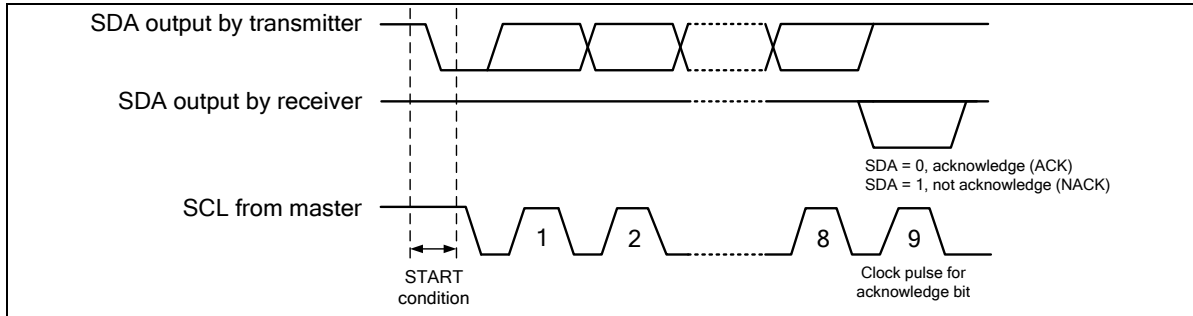 SDA output by transmitter
SDA output by receiver
SDA = 0, acknowledge (ACK)
SDA = 1, not acknowledge (NACK)
SCL from master
1
2
8
9
START
condition
Clock pulse for
acknowledge bit